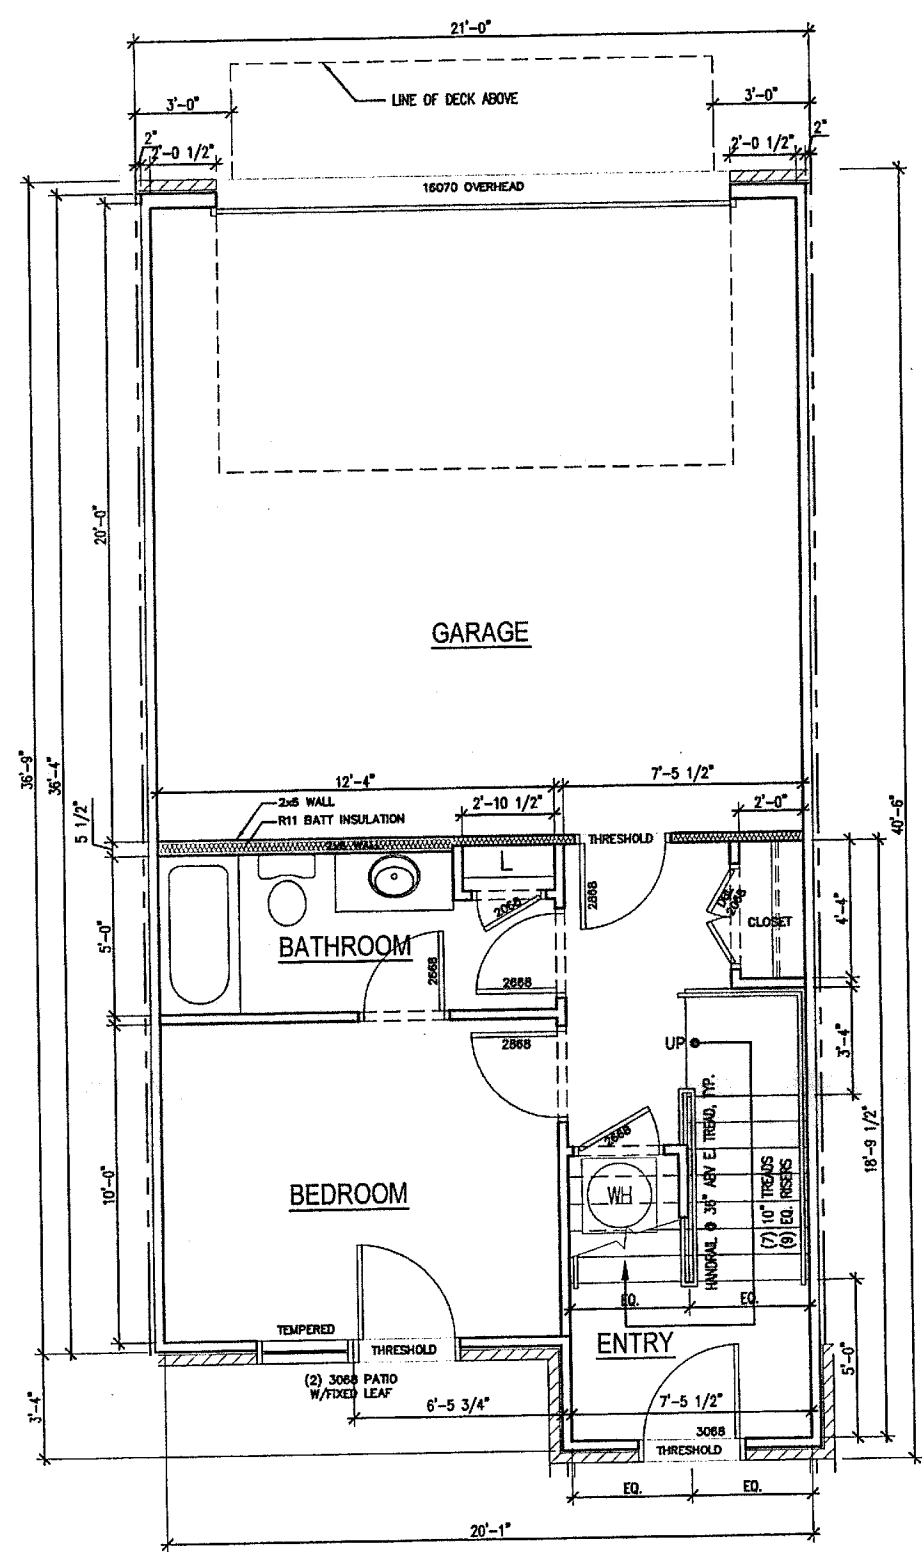 21'-0"
LINE OF DECK ABOVE
3'-0"
3'-0"
2"
2'-0 1/2"
2'-0 1/2"
2"
16070 OVERHEAD
20'-0"
GARAGE
36'-9"
36'-4"
40'-6"
12'-4"
7'-5 1/2"
2x6 WALL
R11 BATT INSULATION
2'-10 1/2"
2'-0"
5 1/2"
2x6 WALL
THRESHOLD
L
2068
2868
DBL.
2068
CLOSET
4'-4"
5'-0"
BATHROOM
2668
2668
2868
UP
3'-4"
HANDRAIL @ 36" ABV E. TREAD, TYP.
(7) 10" TREADS
(9) EQ. RISERS
18'-9 1/2"
2668
WH
10'-0"
BEDROOM
EQ.
EQ.
TEMPERED
THRESHOLD
ENTRY
5'-0"
(2) 3068 PATIO
W/FIXED LEAF
3'-4"
6'-5 3/4"
7'-5 1/2"
3068
THRESHOLD
EQ.
EQ.
20'-1"